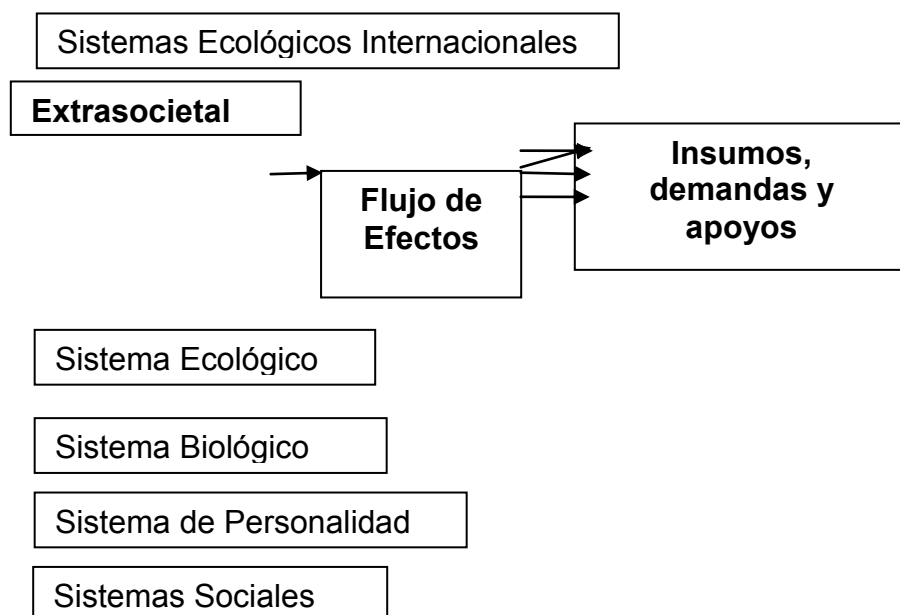 Sistemas Ecológicos Internacionales
Extrasocietal
Flujo de
Efectos
Insumos,
demandas y
apoyos
Sistema Ecológico
Sistema Biológico
Sistema de Personalidad
Sistemas Sociales